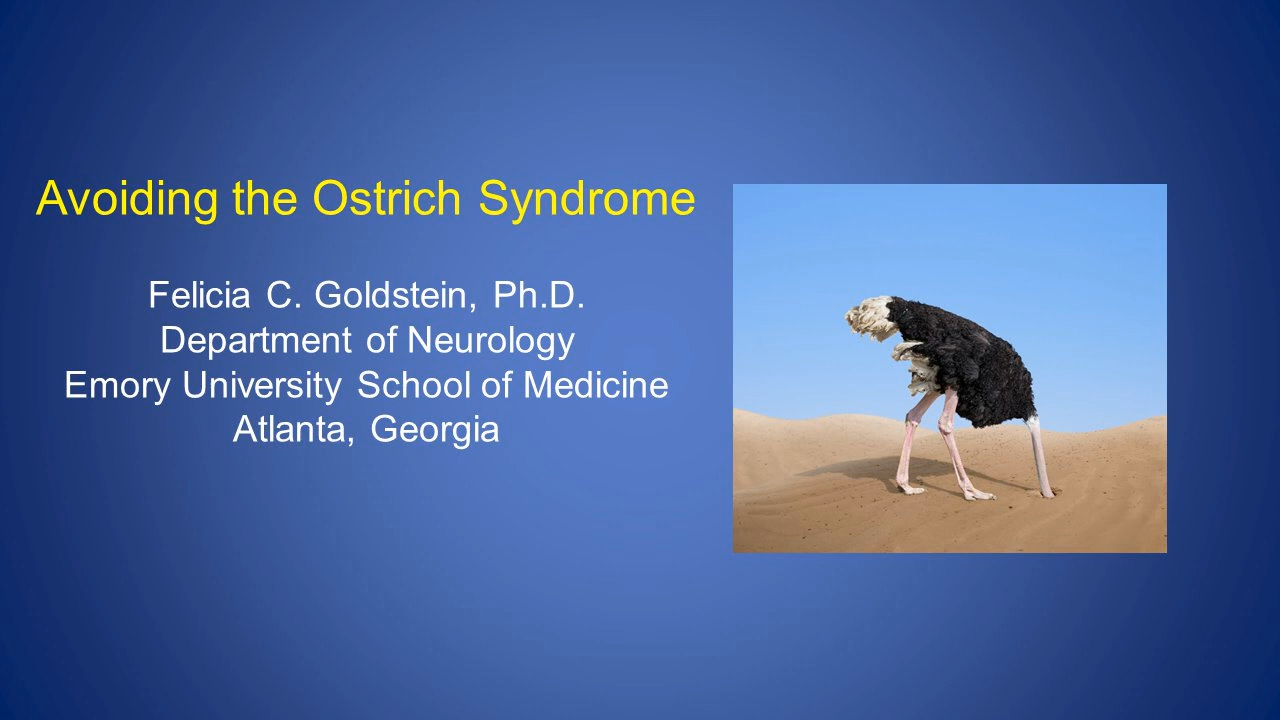 Avoiding the Ostrich Syndrome
Felicia C. Goldstein, Ph.D.
Department of Neurology
Emory University School of Medicine
Atlanta, Georgia